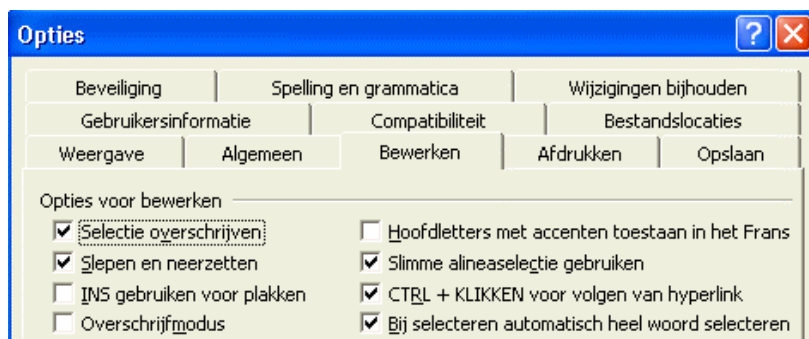 Opties
Beveiliging Spelling en grammatica Wijzigingen bijhouden
Gebruikersinformatie Compatibiliteit Bestandslocaties
Weergave Algemeen Bewerken Afdrukken Opslaan
Opties voor bewerken
Selectie overschrijven Hoofdletters met accenten toestaan in het Frans
Slepen en neerzetten Slimme alineaselectie gebruiken
INS gebruiken voor plakken CTRL + KLIKKEN voor volgen van hyperlink
Overschrijfmodus Bij selecteren automatisch heel woord selecteren